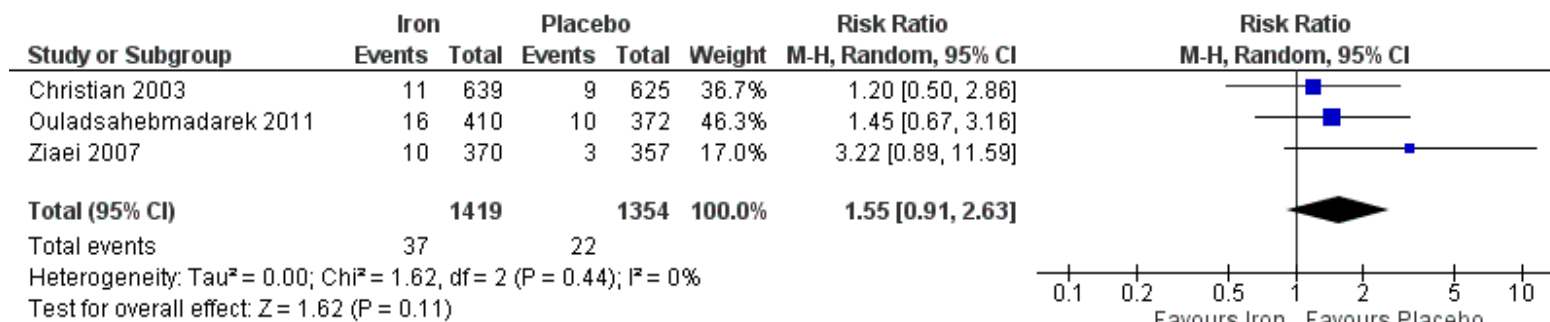 Iron Placebo Risk Ratio Risk Ratio
Study or Subgroup Events Total Events Total Weight M-H, Random, 95% CI M-H, Random, 95% CI
Christian 2003 11 639 9 625 36.7% 1.20 [0.50, 2.86]
Ouladsahebmadarek 2011 16 410 10 372 46.3% 1.45 [0.67, 3.16]
Ziaei 2007 10 370 3 357 17.0% 3.22 [0.89, 11.59]
Total (95% CI) 1419 1354 100.0% 1.55 [0.91, 2.63]
Total events 37 22
Heterogeneity: Tau² = 0.00; Chi² = 1.62, df = 2 (P = 0.44); I² = 0%
Test for overall effect: Z = 1.62 (P = 0.11)
0.1 0.2 0.5 1 2 5 10
Favours Iron Favours Placebo